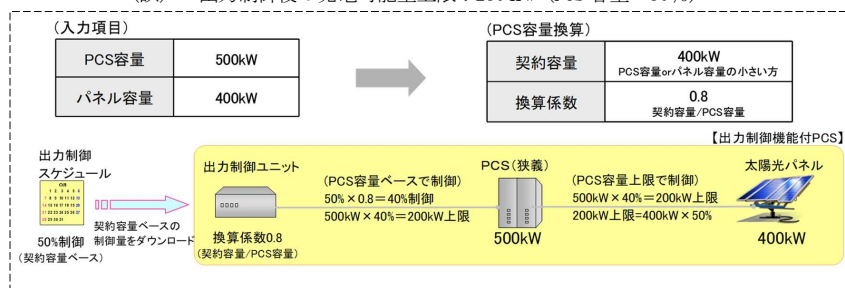 (入力項目)
PCS容量 500kW
パネル容量 400kW
(PCS容量換算)
契約容量 400kW
PCS容量orパネル容量の小さい方
換算係数 0.8
契約容量/PCS容量
【出力制御機能付PCS】
出力制御
スケジュール
50%制御
(契約容量ベース)
契約容量ベースの
制御量をダウンロード
出力制御ユニット
換算係数0.8
(契約容量/PCS容量)
(PCS容量ベースで制御)
50%×0.8=40%制御
500kW×40%=200kW上限
PCS(狭義)
500kW
(PCS容量上限で制御)
500kW×40%=200kW上限
200kW上限=400kW×50%
太陽光パネル
400kW